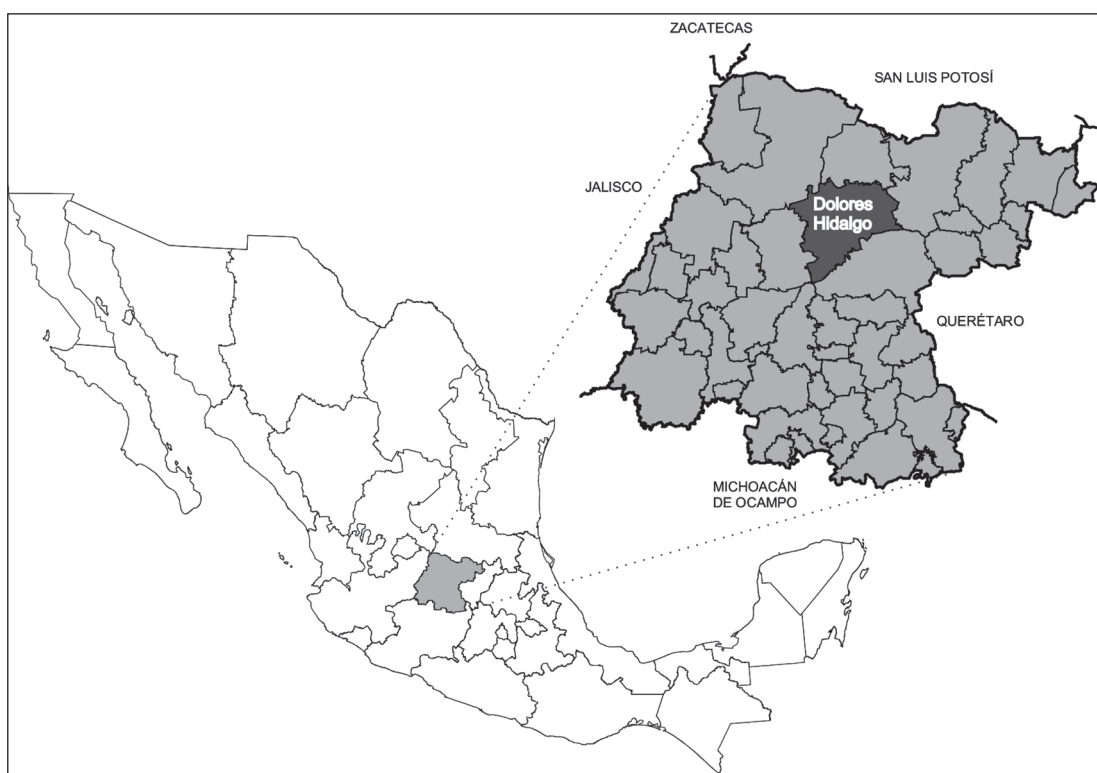 ZACATECAS
SAN LUIS POTOSÍ
JALISCO
Dolores
Hidalgo
QUERÉTARO
MICHOACÁN
DE OCAMPO